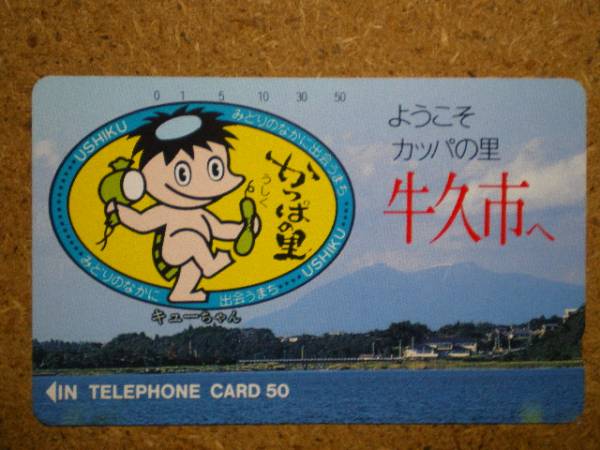 0 1 5 10 30 50
USHIKU
みどりのなかに出会うまち
かっぱの里
うしく
みどりのなかに
出会うまち
USHIKU
キューちゃん
ようこそ
カッパの里
牛久市へ
IN TELEPHONE CARD 50